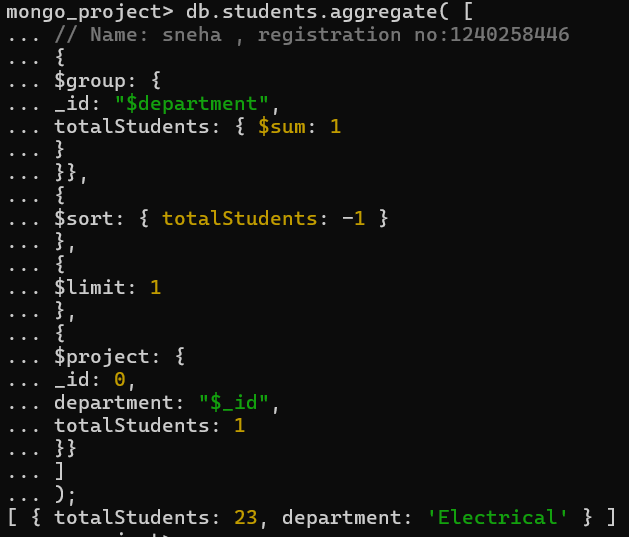 mongo_project> db.students.aggregate( [
... // Name: sneha , registration no:1240258446
... {
... $group: {
... _id: "$department",
... totalStudents: { $sum: 1
... }
... }},
... {
... $sort: { totalStudents: -1 }
... },
... {
... $limit: 1
... },
... {
... $project: {
... _id: 0,
... department: "$_id",
... totalStudents: 1
... }}
... ]
... );
[ { totalStudents: 23, department: 'Electrical' } ]